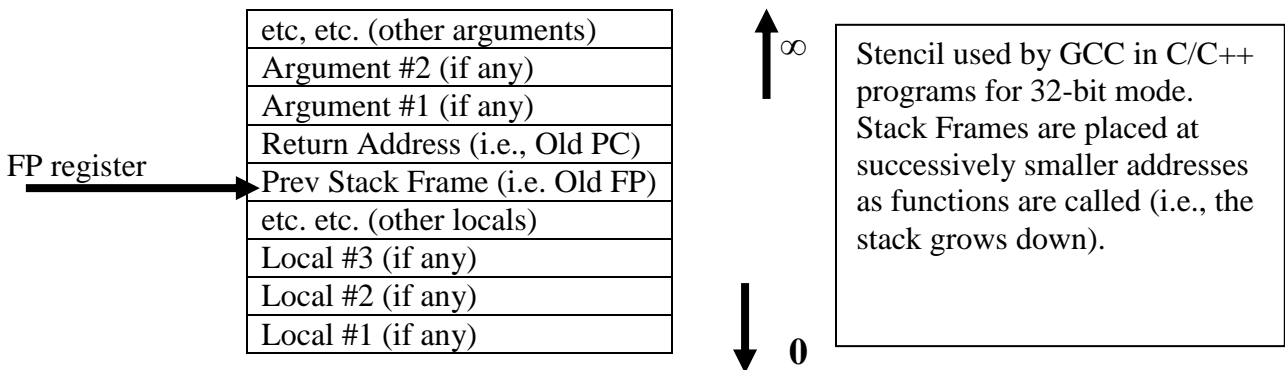 etc, etc. (other arguments)
Argument #2 (if any)
Argument #1 (if any)
Return Address (i.e., Old PC)
FP register
Prev Stack Frame (i.e. Old FP)
etc. etc. (other locals)
Local #3 (if any)
Local #2 (if any)
Local #1 (if any)
∞
0
Stencil used by GCC in C/C++
programs for 32-bit mode.
Stack Frames are placed at
successively smaller addresses
as functions are called (i.e., the
stack grows down).